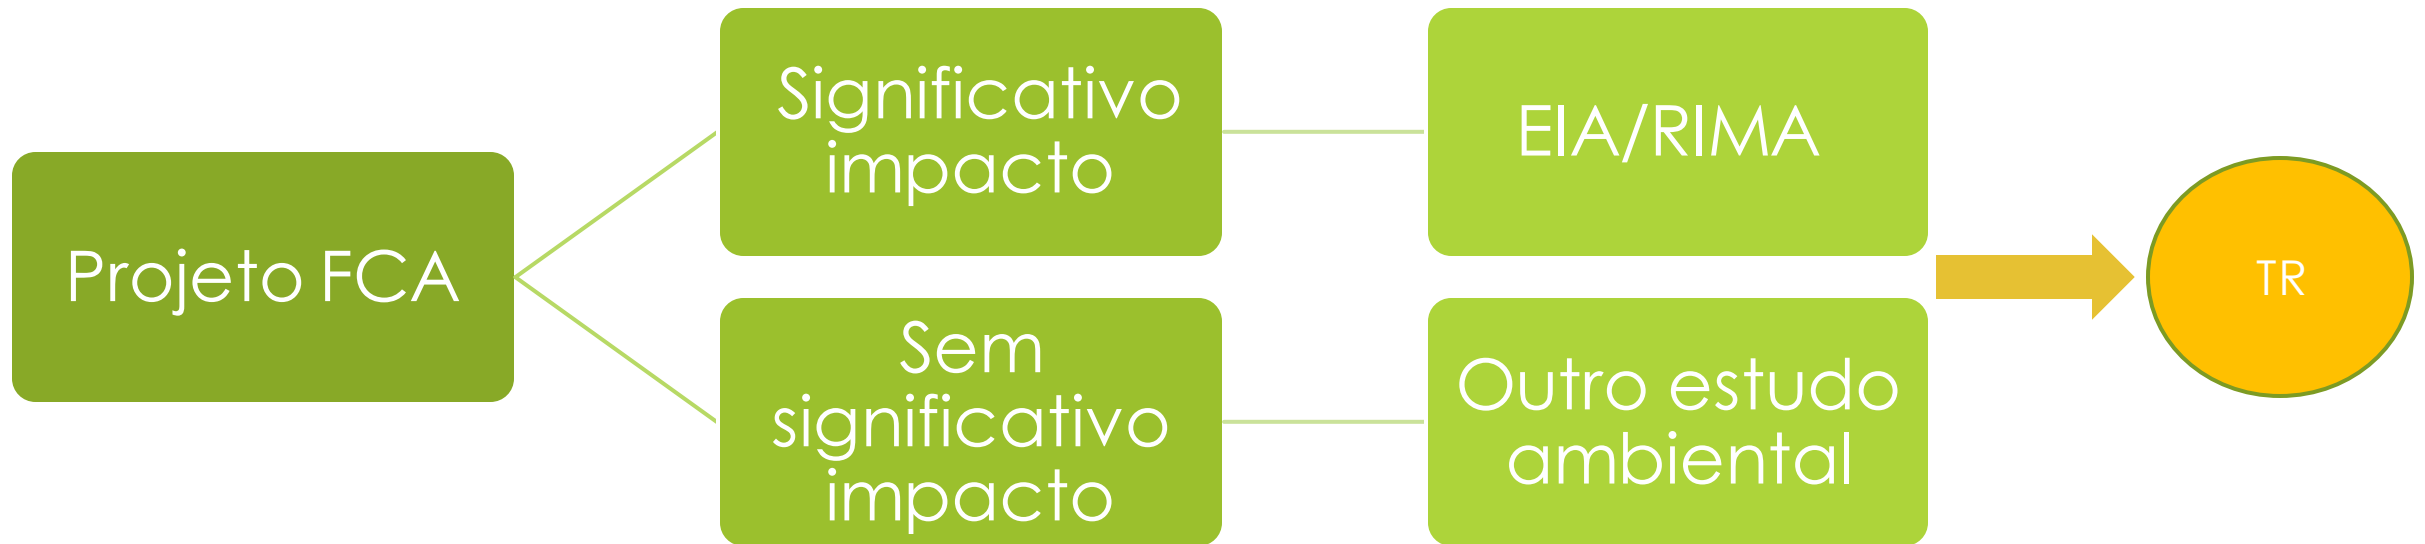 Projeto FCA
Significativo
impacto
EIA/RIMA
Sem
significativo
impacto
Outro estudo
ambiental
TR